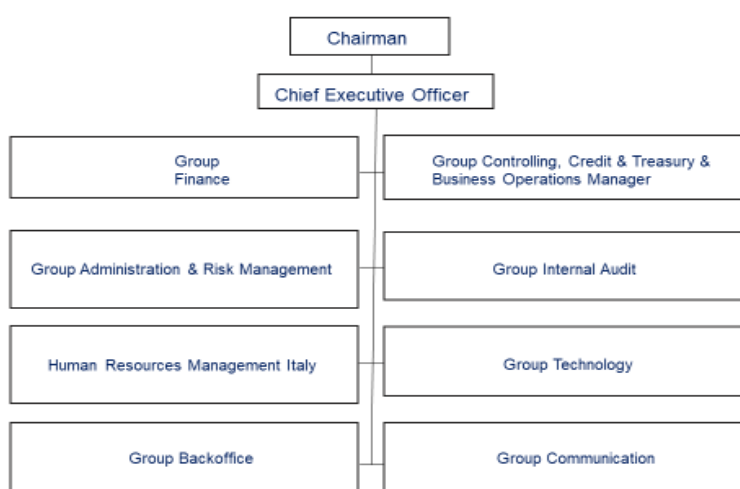 Chairman
Chief Executive Officer
Group
Finance
Group Controlling, Credit & Treasury &
Business Operations Manager
Group Administration & Risk Management
Group Internal Audit
Human Resources Management Italy
Group Technology
Group Backoffice
Group Communication